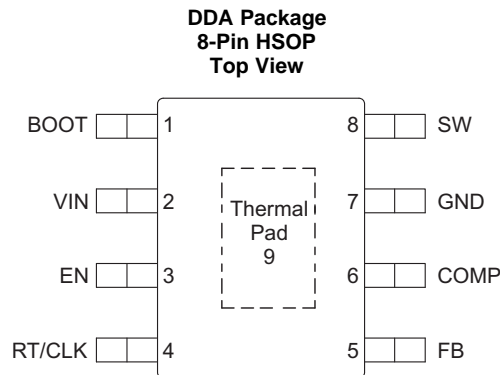 DDA Package
8-Pin HSOP
Top View
BOOT 1 8 SW
VIN 2 7 GND
Thermal
Pad
9
EN 3 6 COMP
RT/CLK 4 5 FB